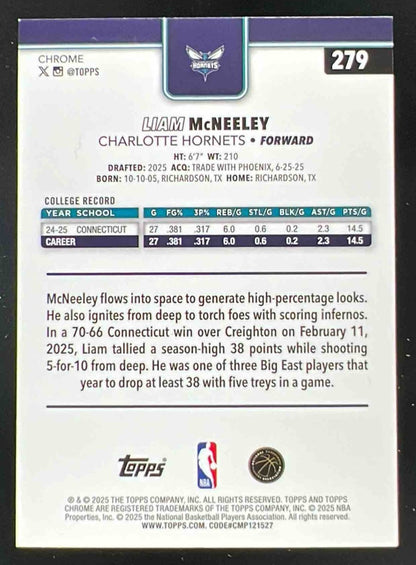 CHROME
@TOPPS
HORNETS
279
LIAM McNEELEY
CHARLOTTE HORNETS • FORWARD
HT: 6'7" WT: 210
DRAFTED: 2025 ACQ: TRADE WITH PHOENIX, 6-25-25
BORN: 10-10-05, RICHARDSON, TX HOME: RICHARDSON, TX
COLLEGE RECORD
YEAR SCHOOL G FG% 3P% REB/G STL/G BLK/G AST/G PTS/G
24-25 CONNECTICUT 27 .381 .317 6.0 0.6 0.2 2.3 14.5
CAREER 27 .381 .317 6.0 0.6 0.2 2.3 14.5
McNeeley flows into space to generate high-percentage looks.
He also ignites from deep to torch foes with scoring infernos.
In a 70-66 Connecticut win over Creighton on February 11,
2025, Liam tallied a season-high 38 points while shooting
5-for-10 from deep. He was one of three Big East players that
year to drop at least 38 with five treys in a game.
Topps
NBA
® & © 2025 THE TOPPS COMPANY, INC. ALL RIGHTS RESERVED. TOPPS AND TOPPS
CHROME ARE REGISTERED TRADEMARKS OF THE TOPPS COMPANY, INC. © 2025 NBA
Properties, Inc. © 2025 the National Basketball Players Association. All rights reserved.
WWW.TOPPS.COM. CODE#CMP121527